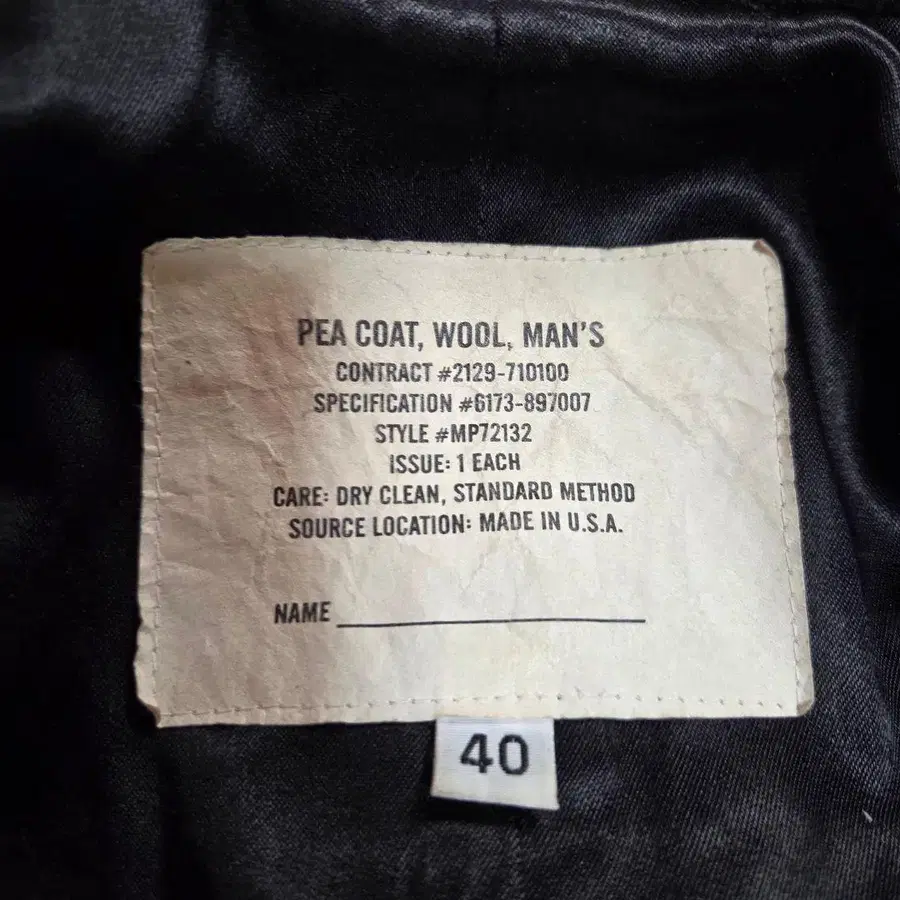 PEA COAT, WOOL, MAN'S
CONTRACT #2129-710100
SPECIFICATION #6173-897007
STYLE #MP72132
ISSUE: 1 EACH
CARE: DRY CLEAN, STANDARD METHOD
SOURCE LOCATION: MADE IN U.S.A.
NAME
40